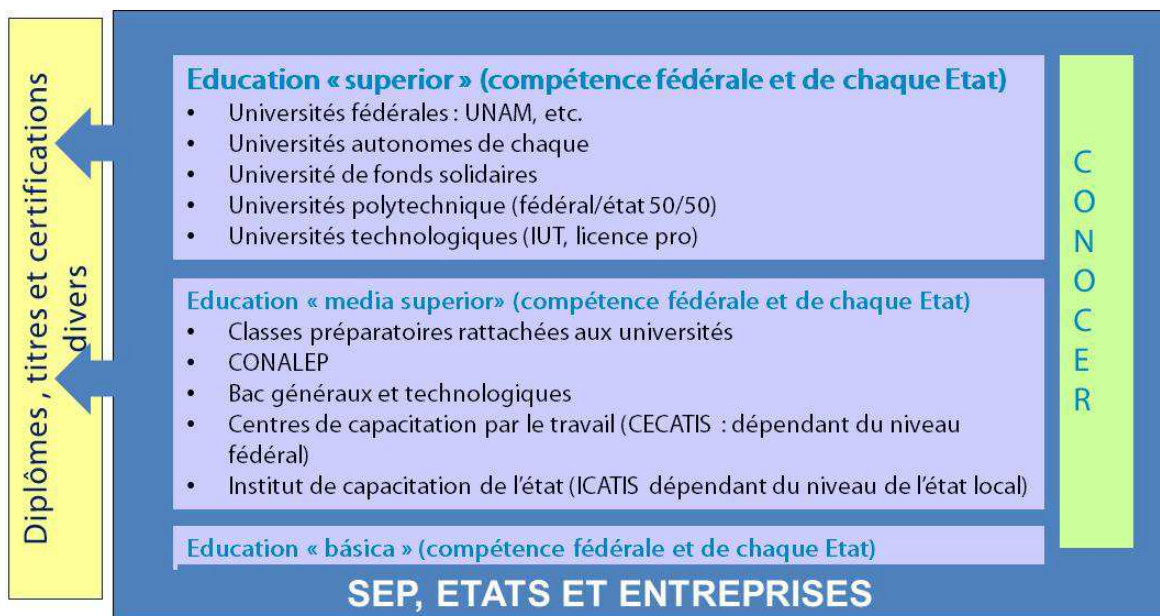 Diplômes, titres et certifications
divers
Education « superior » (compétence fédérale et de chaque Etat)
• Universités fédérales : UNAM, etc.
• Universités autonomes de chaque
• Université de fonds solidaires
• Universités polytechnique (fédéral/état 50/50)
• Universités technologiques (IUT, licence pro)
Education « media superior» (compétence fédérale et de chaque Etat)
• Classes préparatoires rattachées aux universités
• CONALEP
• Bac généraux et technologiques
• Centres de capacitation par le travail (CECATIS : dépendant du niveau
fédéral)
• Institut de capacitation de l'état (ICATIS dépendant du niveau de l'état local)
Education « básica » (compétence fédérale et de chaque Etat)
CONOCER
SEP, ETATS ET ENTREPRISES